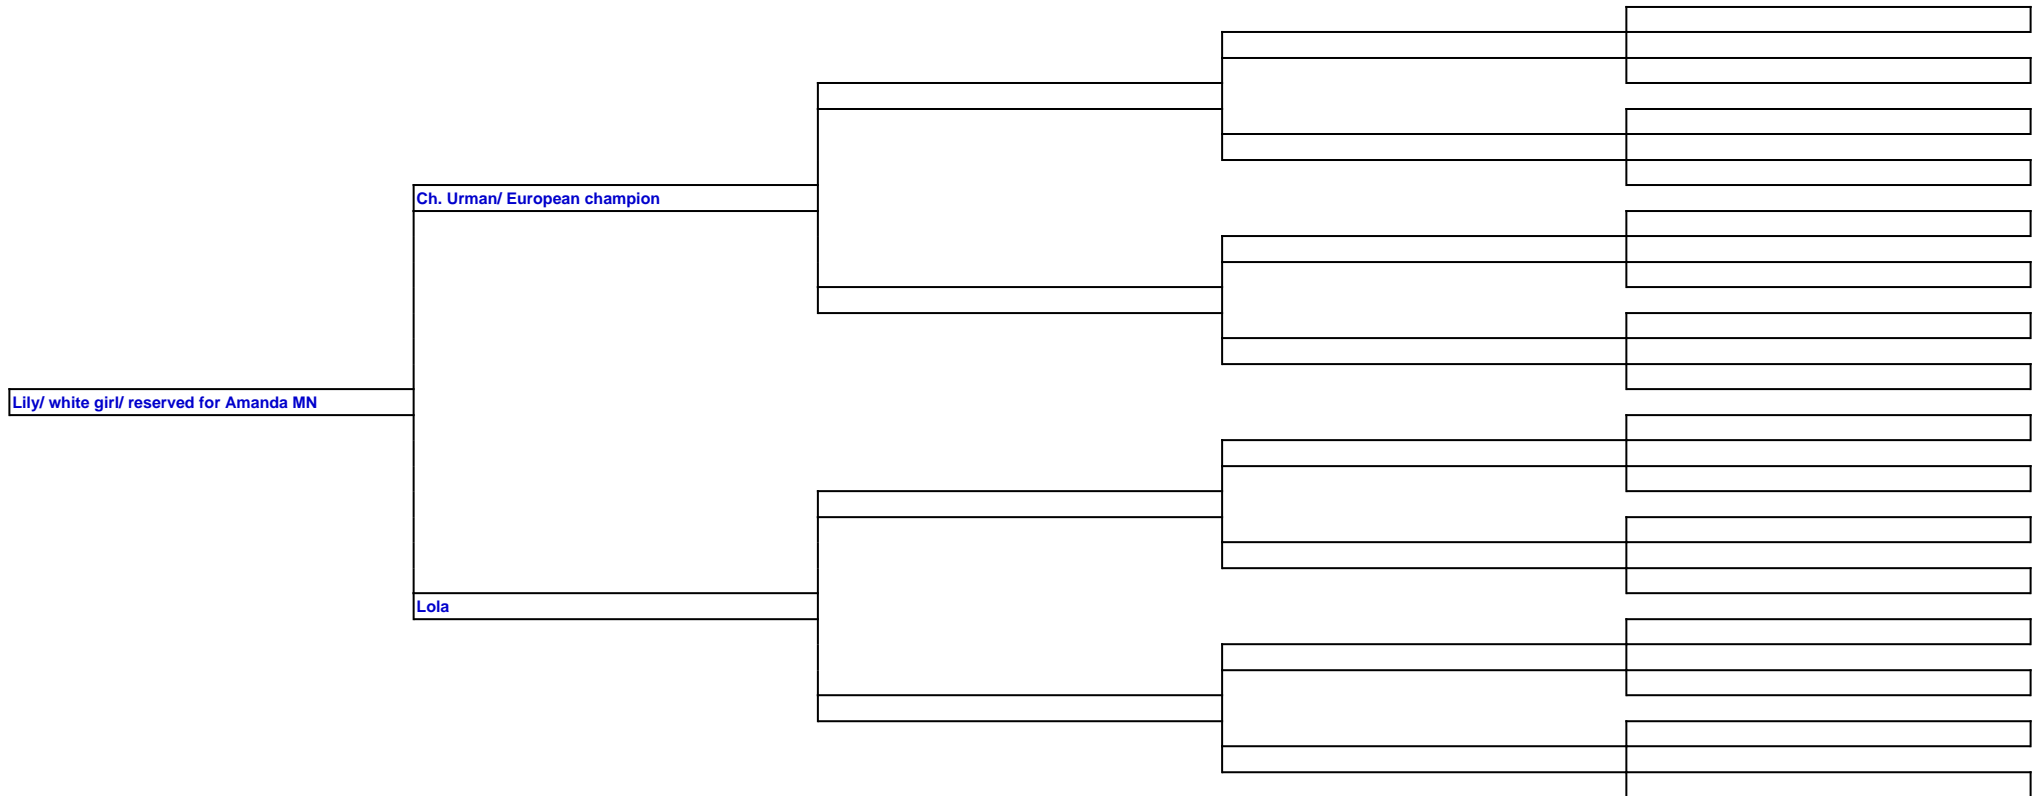 Ch. Urman/ European champion
Lily/ white girl/ reserved for Amanda MN
Lola